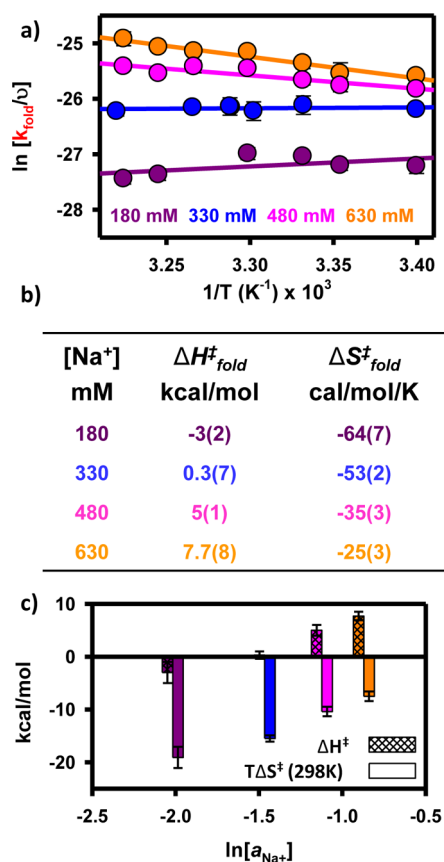 a)
-25
-26
-27
-28
ln [k_fold/υ]
180 mM 330 mM 480 mM 630 mM
3.25 3.30 3.35 3.40
1/T (K⁻¹) x 10³
b)
[Na⁺] ΔH‡fold ΔS‡fold
mM kcal/mol cal/mol/K
180 -3(2) -64(7)
330 0.3(7) -53(2)
480 5(1) -35(3)
630 7.7(8) -25(3)
c)
10
0
-10
-20
kcal/mol
ΔH‡
TΔS‡ (298K)
-2.5 -2.0 -1.5 -1.0 -0.5
ln[a_Na+]